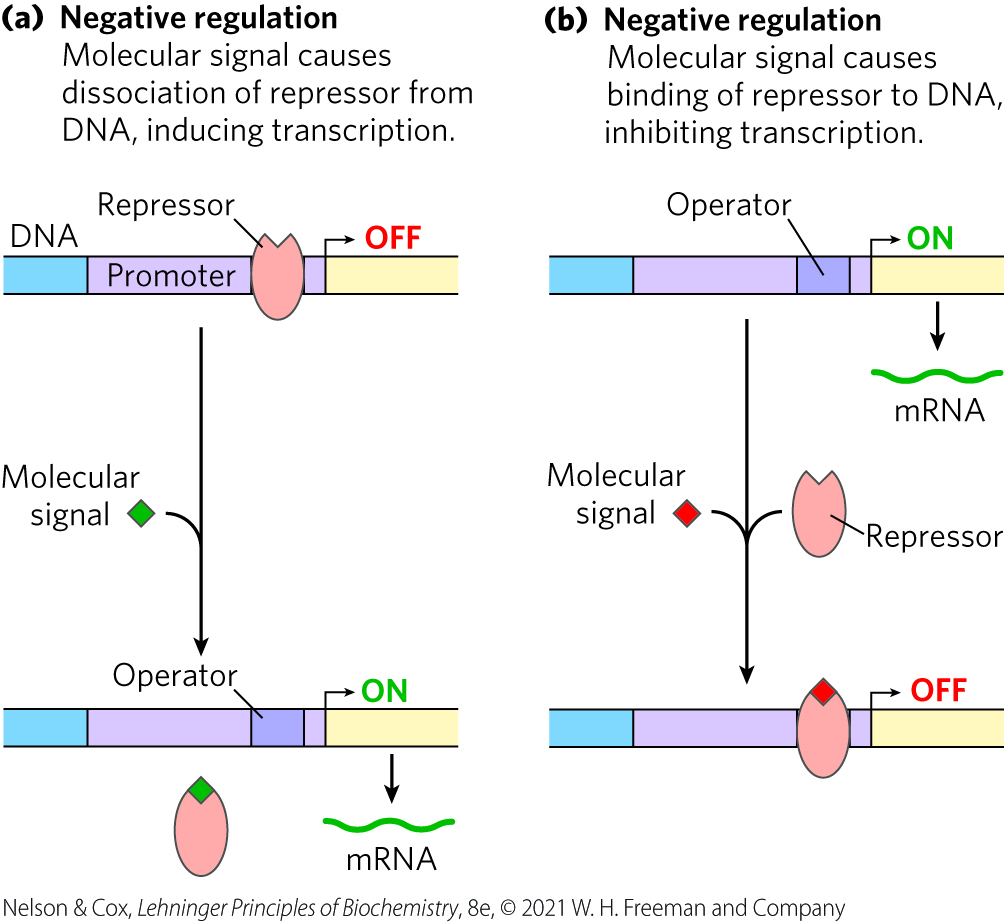 (a) Negative regulation
Molecular signal causes
dissociation of repressor from
DNA, inducing transcription.
Repressor
DNA
OFF
Promoter
Molecular
signal
Operator
ON
mRNA
(b) Negative regulation
Molecular signal causes
binding of repressor to DNA,
inhibiting transcription.
Operator
ON
mRNA
Molecular
signal
Repressor
OFF
Nelson & Cox, Lehninger Principles of Biochemistry, 8e, © 2021 W. H. Freeman and Company